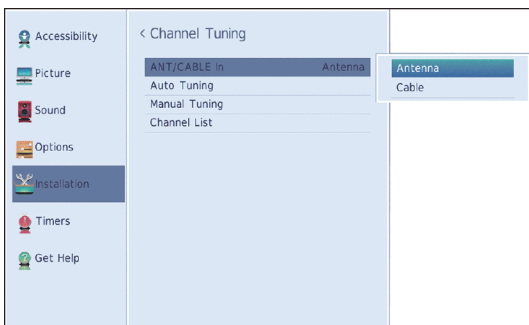 Accessibility
Picture
Sound
Options
Installation
Timers
Get Help
< Channel Tuning
ANT/CABLE In Antenna
Auto Tuning
Manual Tuning
Channel List
Antenna
Cable